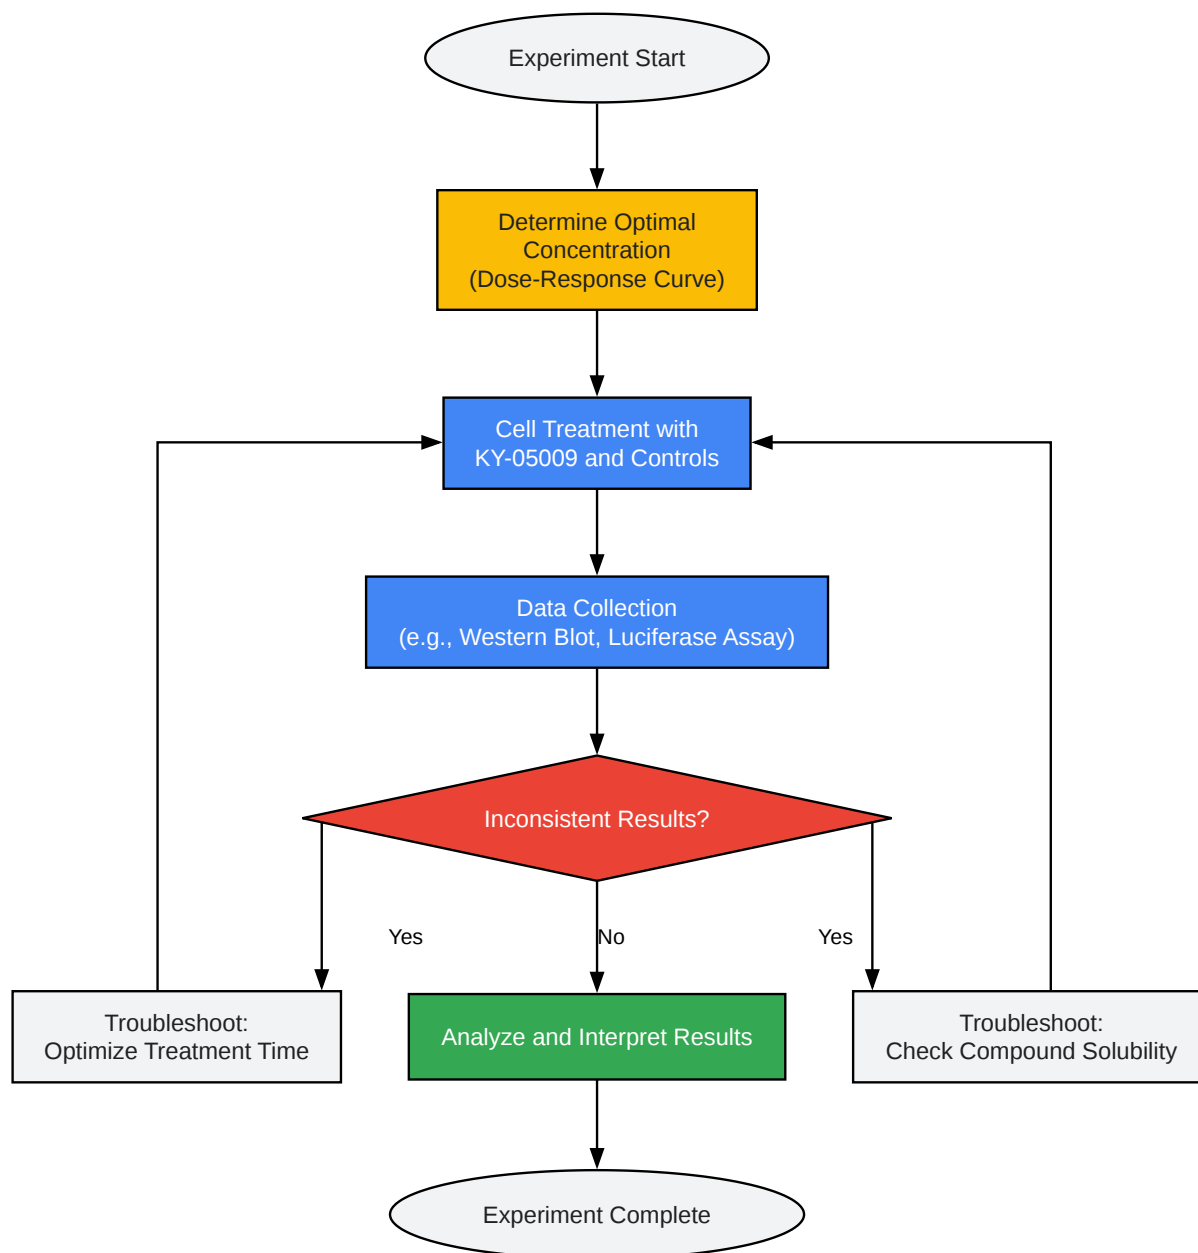 Experiment Start
Determine Optimal
Concentration
(Dose-Response Curve)
Cell Treatment with
KY-05009 and Controls
Data Collection
(e.g., Western Blot, Luciferase Assay)
Inconsistent Results?
Yes
No
Yes
Troubleshoot:
Optimize Treatment Time
Analyze and Interpret Results
Troubleshoot:
Check Compound Solubility
Experiment Complete